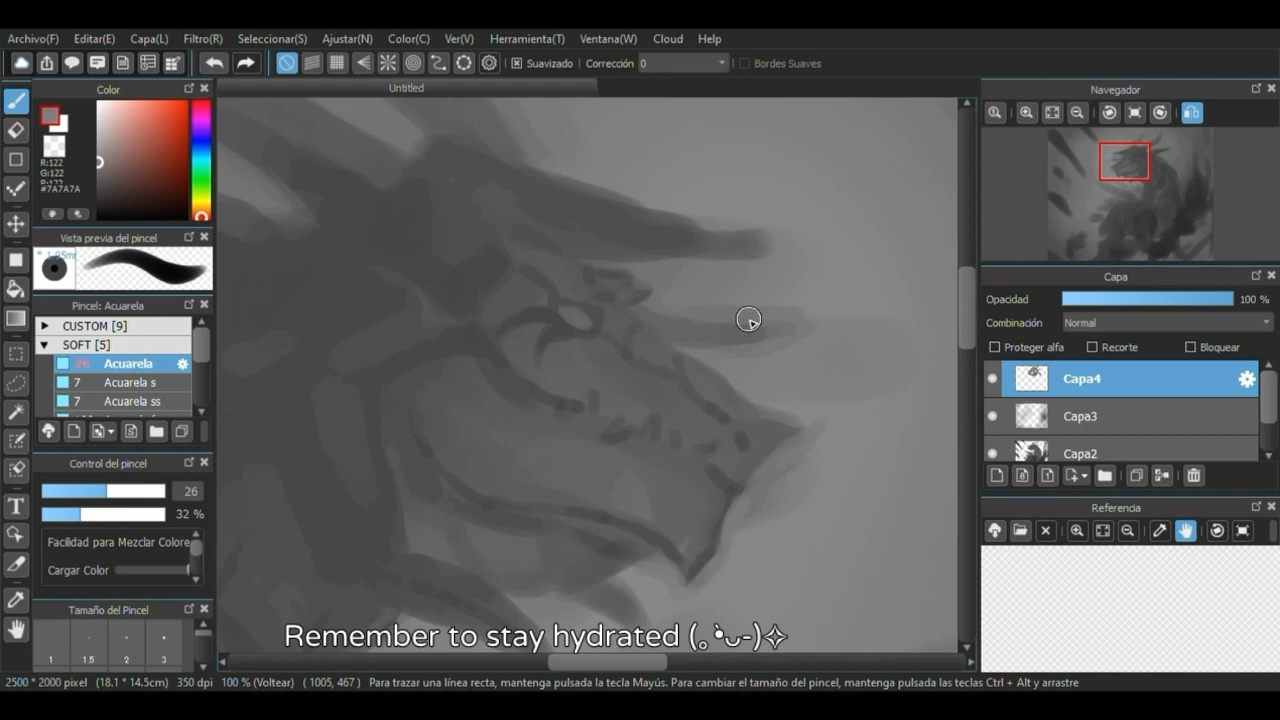 Archivo(F) Editar(E) Capa(L) Filtro(R) Seleccionar(S) Ajustar(N) Color(C) Ver(V) Herramienta(T) Ventana(W) Cloud Help
Suavizado Corrección 0 Bordes Suaves
Color
Untitled
Navegador
R:122
G:122
#7A7A7A
Vista previa del pincel
Pincel: Acuarela
CUSTOM [9]
SOFT [5]
26 Acuarela
7 Acuarela s
7 Acuarela ss
Control del pincel
26
32 %
Facilidad para Mezclar Colore
Cargar Color
Tamaño del Pincel
1 1.5 2 3
Capa
Opacidad 100 %
Combinación Normal
Proteger alfa Recorte Bloquear
Capa4
Capa3
Capa2
Referencia
Remember to stay hydrated (｡•̀ᴗ-)✧
2500 * 2000 pixel (18.1 * 14.5cm) 350 dpi 100 % (Voltear) ( 1005, 467 ) Para trazar una línea recta, mantenga pulsada la tecla Mayús. Para cambiar el tamaño del pincel, mantenga pulsadas las teclas Ctrl + Alt y arrastre